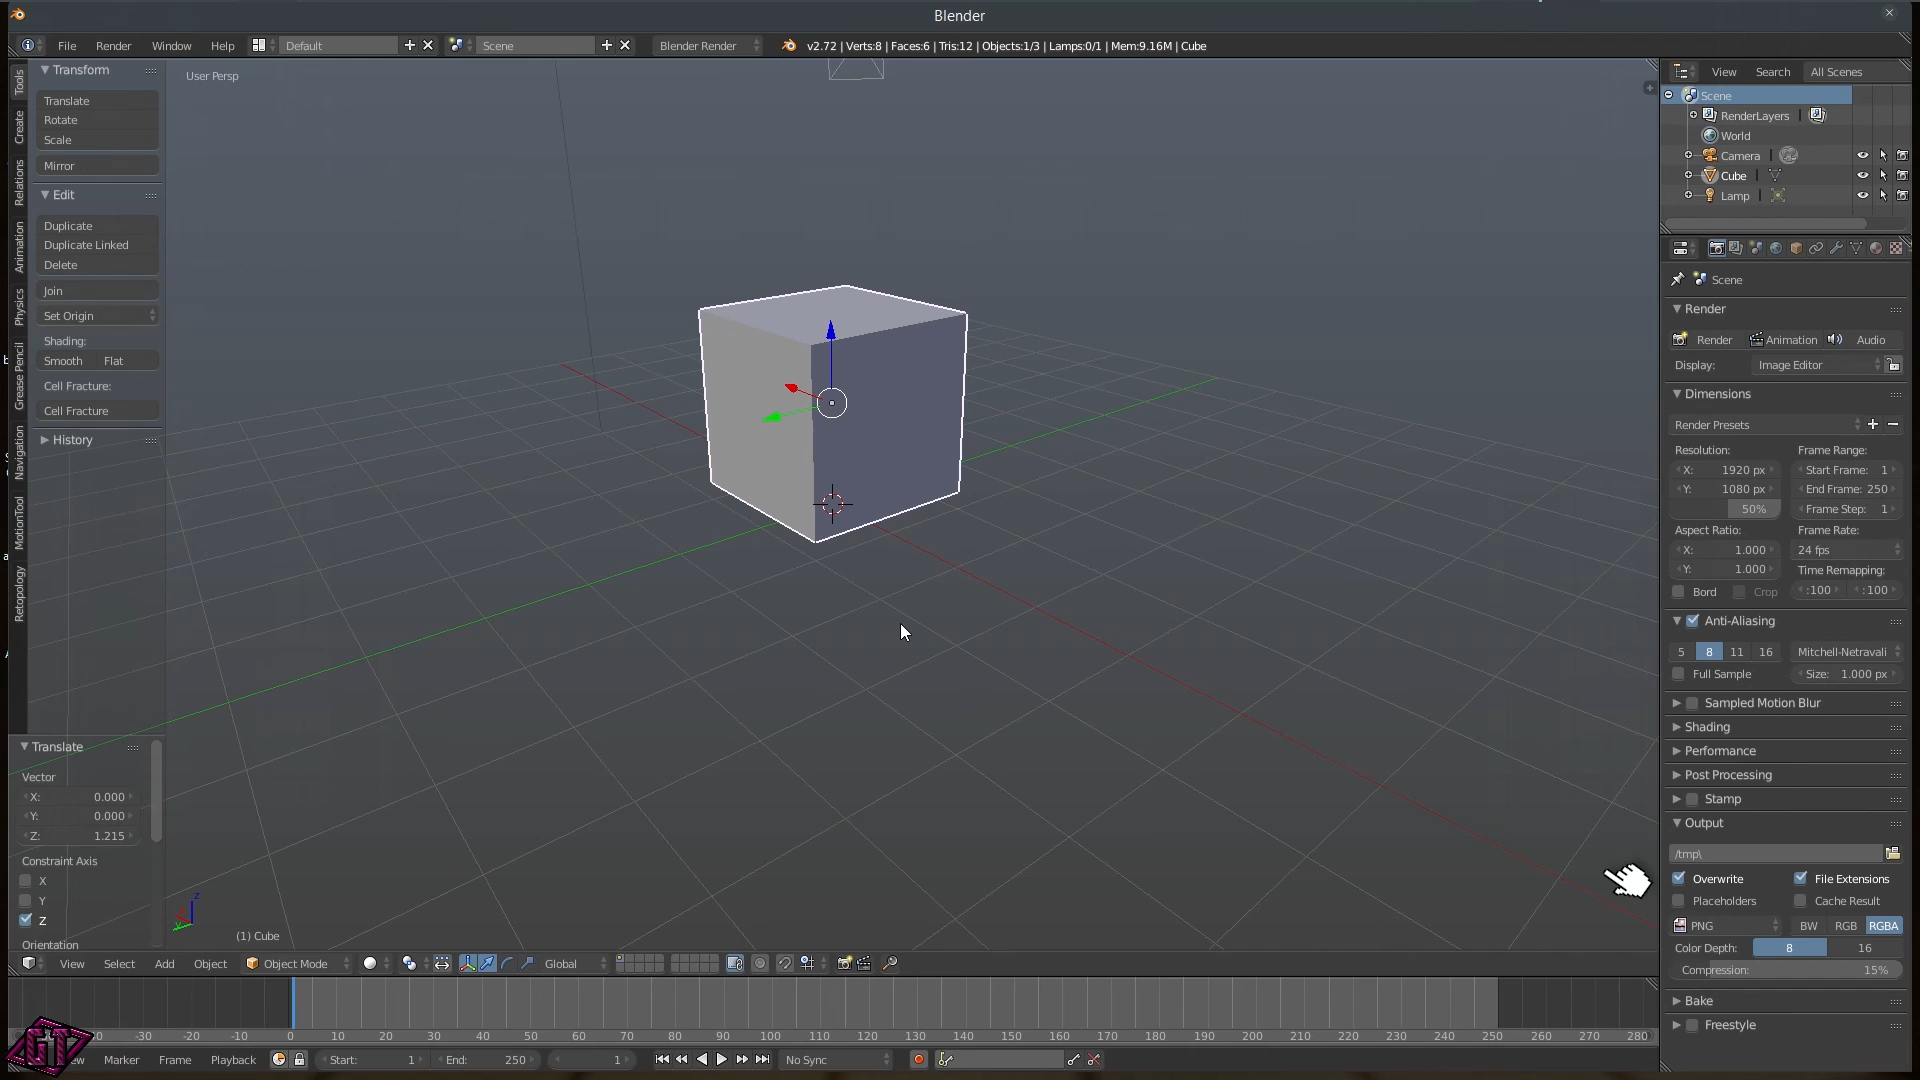 Blender
File Render Window Help Default Scene Blender Render v2.72 | Verts:8 | Faces:6 | Tris:12 | Objects:1/3 | Lamps:0/1 | Mem:9.16M | Cube
Tools
Create
Relations
Animation
Physics
Grease Pencil
Navigation
MotionTool
Retopology
Transform
Translate
Rotate
Scale
Mirror
Edit
Duplicate
Duplicate Linked
Delete
Join
Set Origin
Shading:
Smooth Flat
Cell Fracture:
Cell Fracture
History
Translate
Vector
X: 0.000
Y: 0.000
Z: 1.215
Constraint Axis
X
Y
Z
Orientation
User Persp
(1) Cube
View Select Add Object Object Mode Global
-30 -20 -10 0 10 20 30 40 50 60 70 80 90 100 110 120 130 140 150 160 170 180 190 200 210 220 230 240 250 260 270 280
Marker Frame Playback Start: 1 End: 250 1 No Sync
GT
View Search All Scenes
Scene
RenderLayers
World
Camera
Cube
Lamp
Scene
Render
Render Animation Audio
Display: Image Editor
Dimensions
Render Presets
Resolution: Frame Range:
X: 1920 px Start Frame: 1
Y: 1080 px End Frame: 250
50% Frame Step: 1
Aspect Ratio: Frame Rate:
X: 1.000 24 fps
Y: 1.000 Time Remapping:
Bord Crop :100 :100
Anti-Aliasing
5 8 11 16 Mitchell-Netravali
Full Sample Size: 1.000 px
Sampled Motion Blur
Shading
Performance
Post Processing
Stamp
Output
/tmp\
Overwrite File Extensions
Placeholders Cache Result
PNG BW RGB RGBA
Color Depth: 8 16
Compression: 15%
Bake
Freestyle